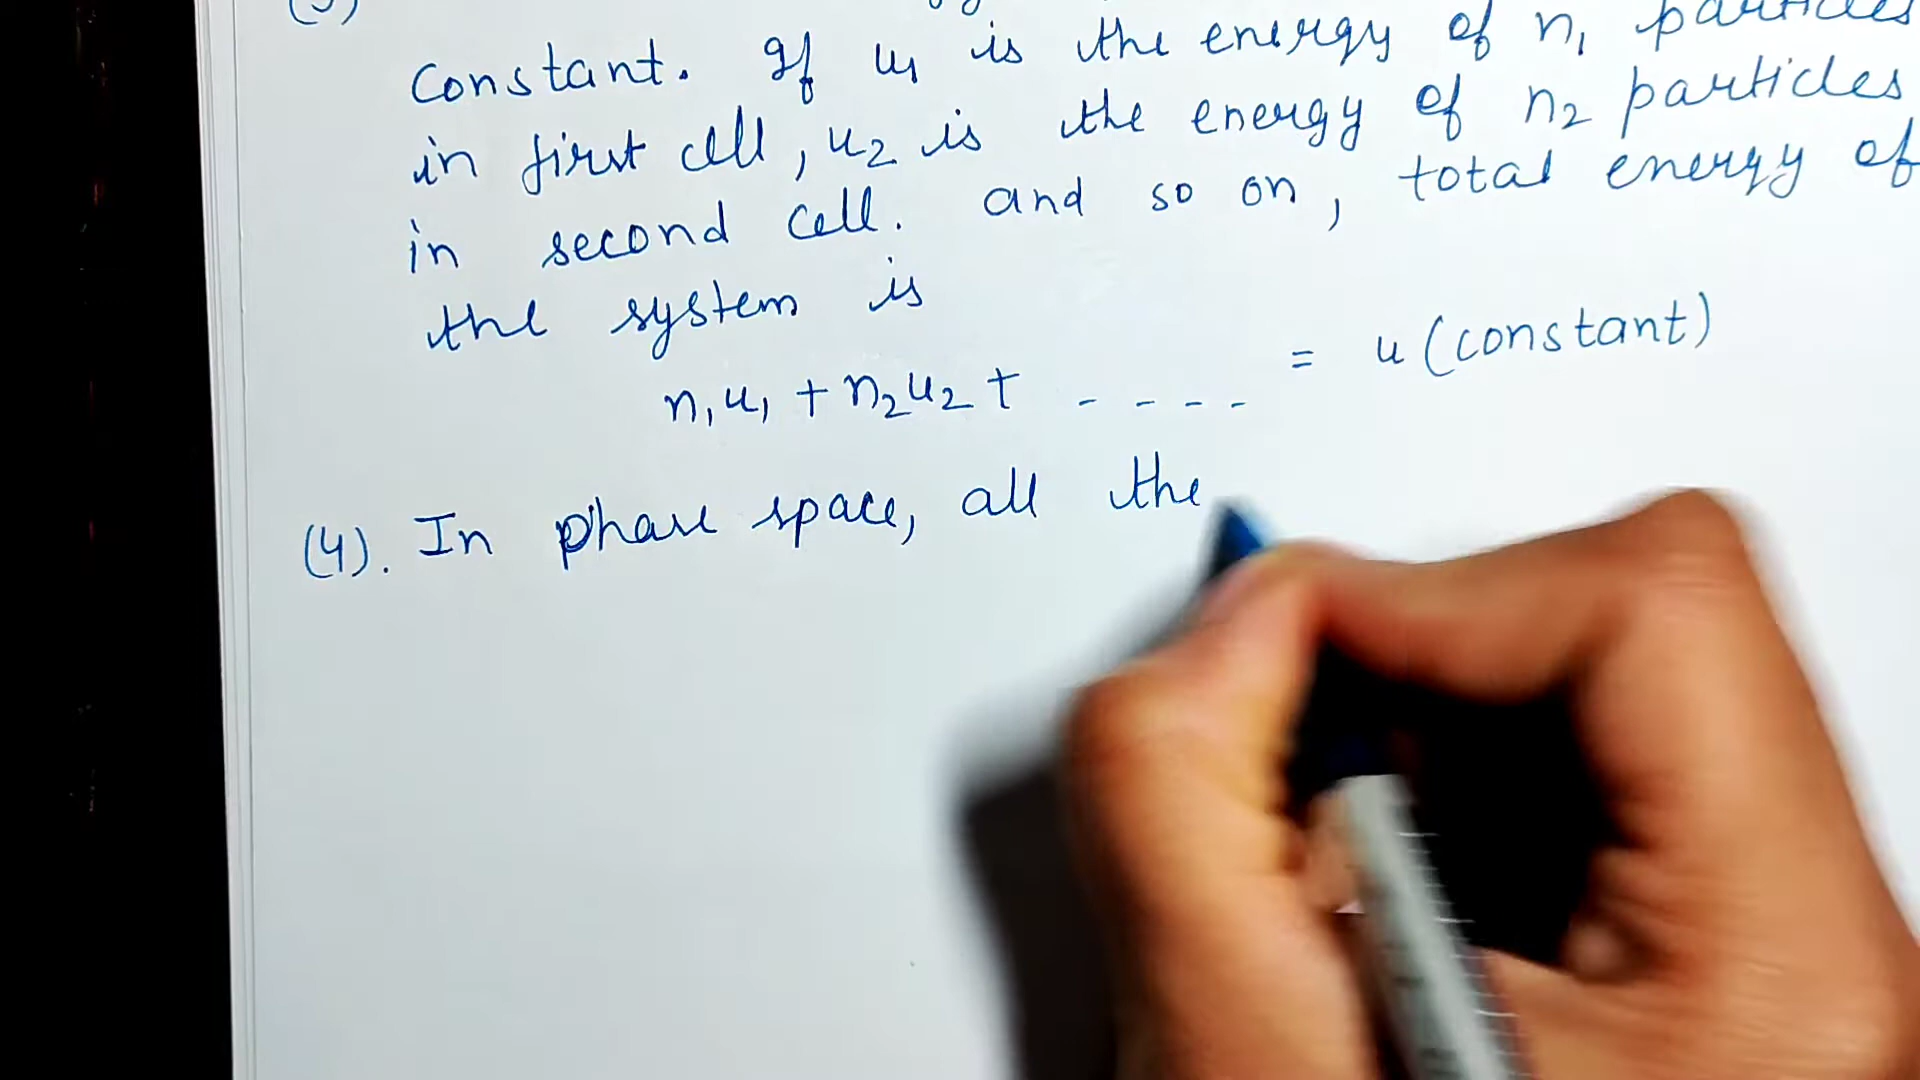 (3)
Constant. If u1 is the energy of n1 particles
in first cell, u2 is the energy of n2 particles
in second cell. and so on, total energy of
the system is
n1u1 + n2u2 + - - - - = u (constant)
(4). In phase space, all the